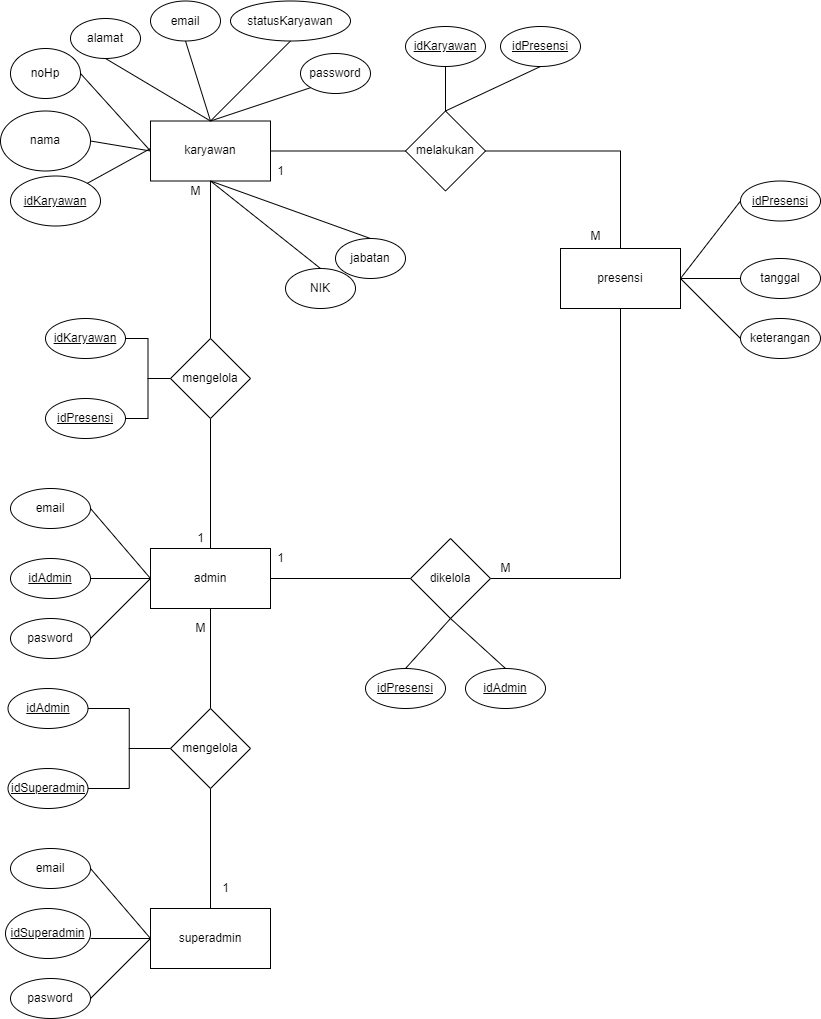 email
statusKaryawan
alamat
idKaryawan
idPresensi
noHp
password
nama
karyawan
melakukan
1
M
idKaryawan
idPresensi
M
jabatan
NIK
presensi
tanggal
keterangan
idKaryawan
mengelola
idPresensi
email
1
1
idAdmin
admin
dikelola
M
pasword
M
idPresensi
idAdmin
idAdmin
mengelola
idSuperadmin
email
1
idSuperadmin
superadmin
pasword